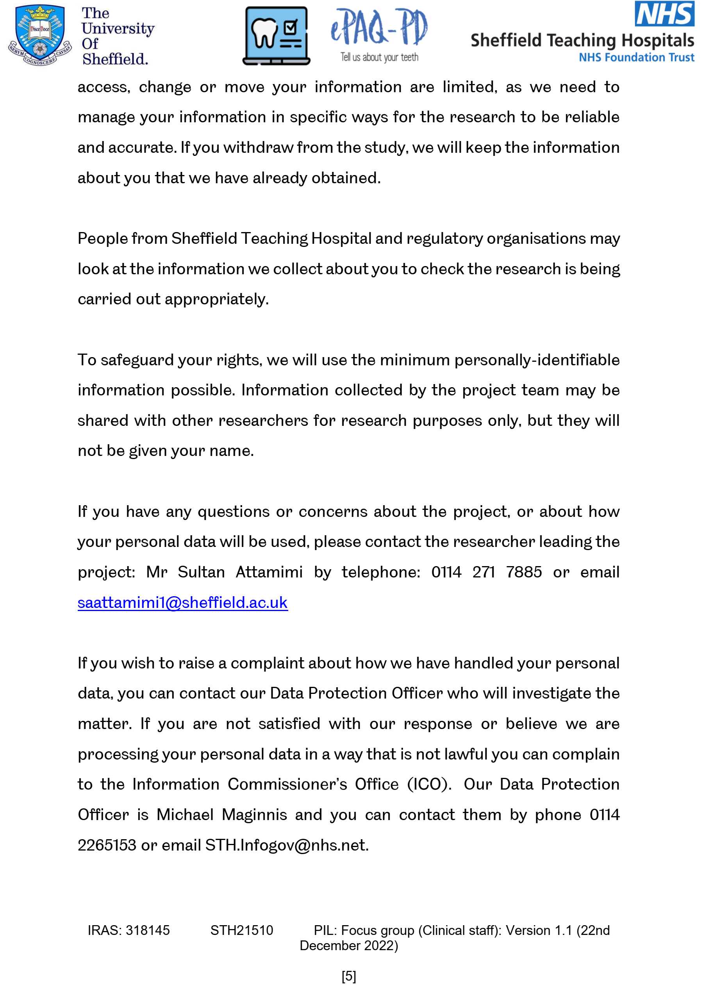 The
University
Of
Sheffield.
Disce Doce
RERVM COGNOSCERE CAVSAS
ePAQ-PD
Tell us about your teeth
NHS
Sheffield Teaching Hospitals
NHS Foundation Trust
access, change or move your information are limited, as we need to
manage your information in specific ways for the research to be reliable
and accurate. If you withdraw from the study, we will keep the information
about you that we have already obtained.
People from Sheffield Teaching Hospital and regulatory organisations may
look at the information we collect about you to check the research is being
carried out appropriately.
To safeguard your rights, we will use the minimum personally-identifiable
information possible. Information collected by the project team may be
shared with other researchers for research purposes only, but they will
not be given your name.
If you have any questions or concerns about the project, or about how
your personal data will be used, please contact the researcher leading the
project: Mr Sultan Attamimi by telephone: 0114 271 7885 or email
saattamimi1@sheffield.ac.uk
If you wish to raise a complaint about how we have handled your personal
data, you can contact our Data Protection Officer who will investigate the
matter. If you are not satisfied with our response or believe we are
processing your personal data in a way that is not lawful you can complain
to the Information Commissioner’s Office (ICO). Our Data Protection
Officer is Michael Maginnis and you can contact them by phone 0114
2265153 or email STH.Infogov@nhs.net.
IRAS: 318145 STH21510 PIL: Focus group (Clinical staff): Version 1.1 (22nd
December 2022)
[5]